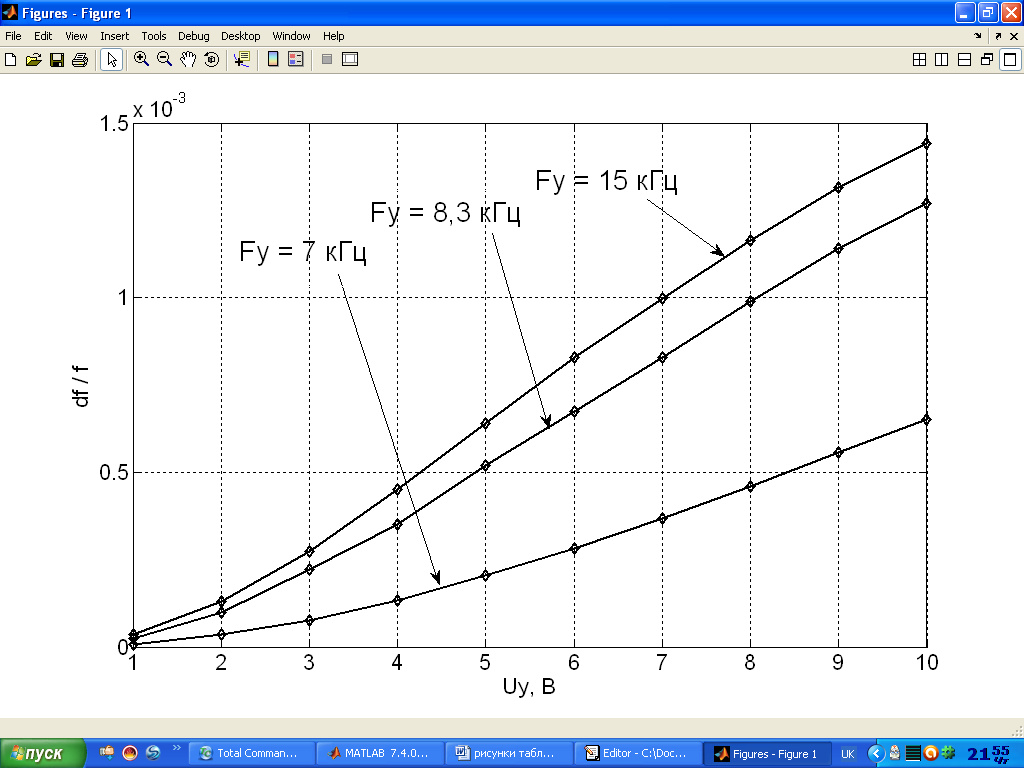 Figures - Figure 1
File Edit View Insert Tools Debug Desktop Window Help
x 10-3
1.5
Fy = 15 кГц
Fy = 8,3 кГц
Fy = 7 кГц
1
df / f
0.5
0
1 2 3 4 5 6 7 8 9 10
Uy, В
пуск
Total Comman...
MATLAB 7.4.0...
рисунки табл...
Editor - C:\Doc...
Figures - Figure 1
UK
21 55
Чт